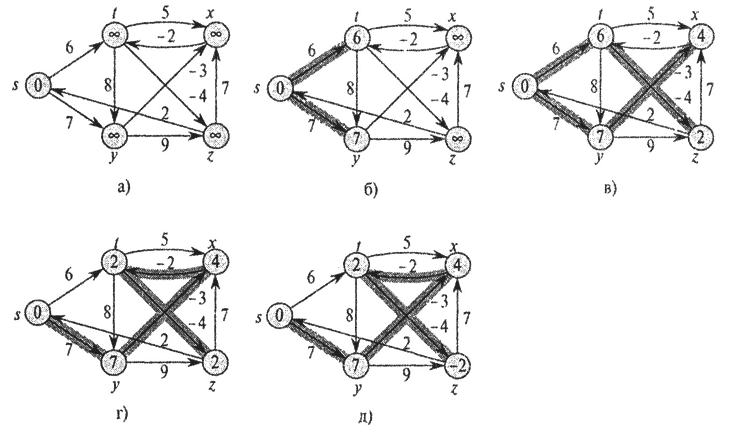 t 5 x
6 ∞ -2 ∞
s 0 8 -3 7
-4
7 2
∞ 9 ∞
y z
а)
t 5 x
6 6 -2 ∞
s 0 8 -3 7
-4
7 2
7 9 ∞
y z
б)
t 5 x
6 6 -2 4
s 0 8 -3 7
-4
7 2
7 9 2
y z
в)
t 5 x
6 2 -2 4
s 0 8 -3 7
-4
7 2
7 9 2
y z
г)
t 5 x
6 2 -2 4
s 0 8 -3 7
-4
7 2
7 9 -2
y z
д)